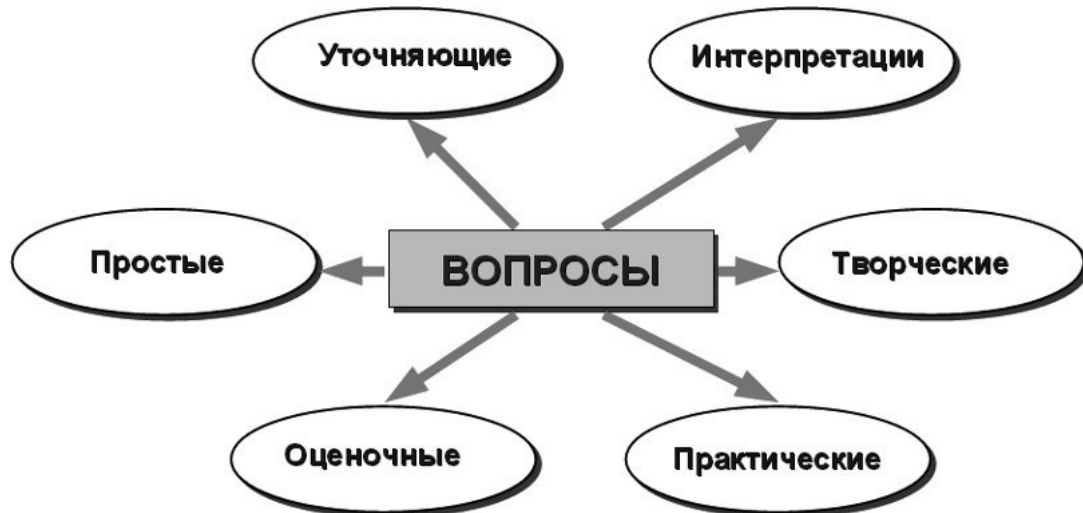 Уточняющие
Интерпретации
Простые
ВОПРОСЫ
Творческие
Оценочные
Практические